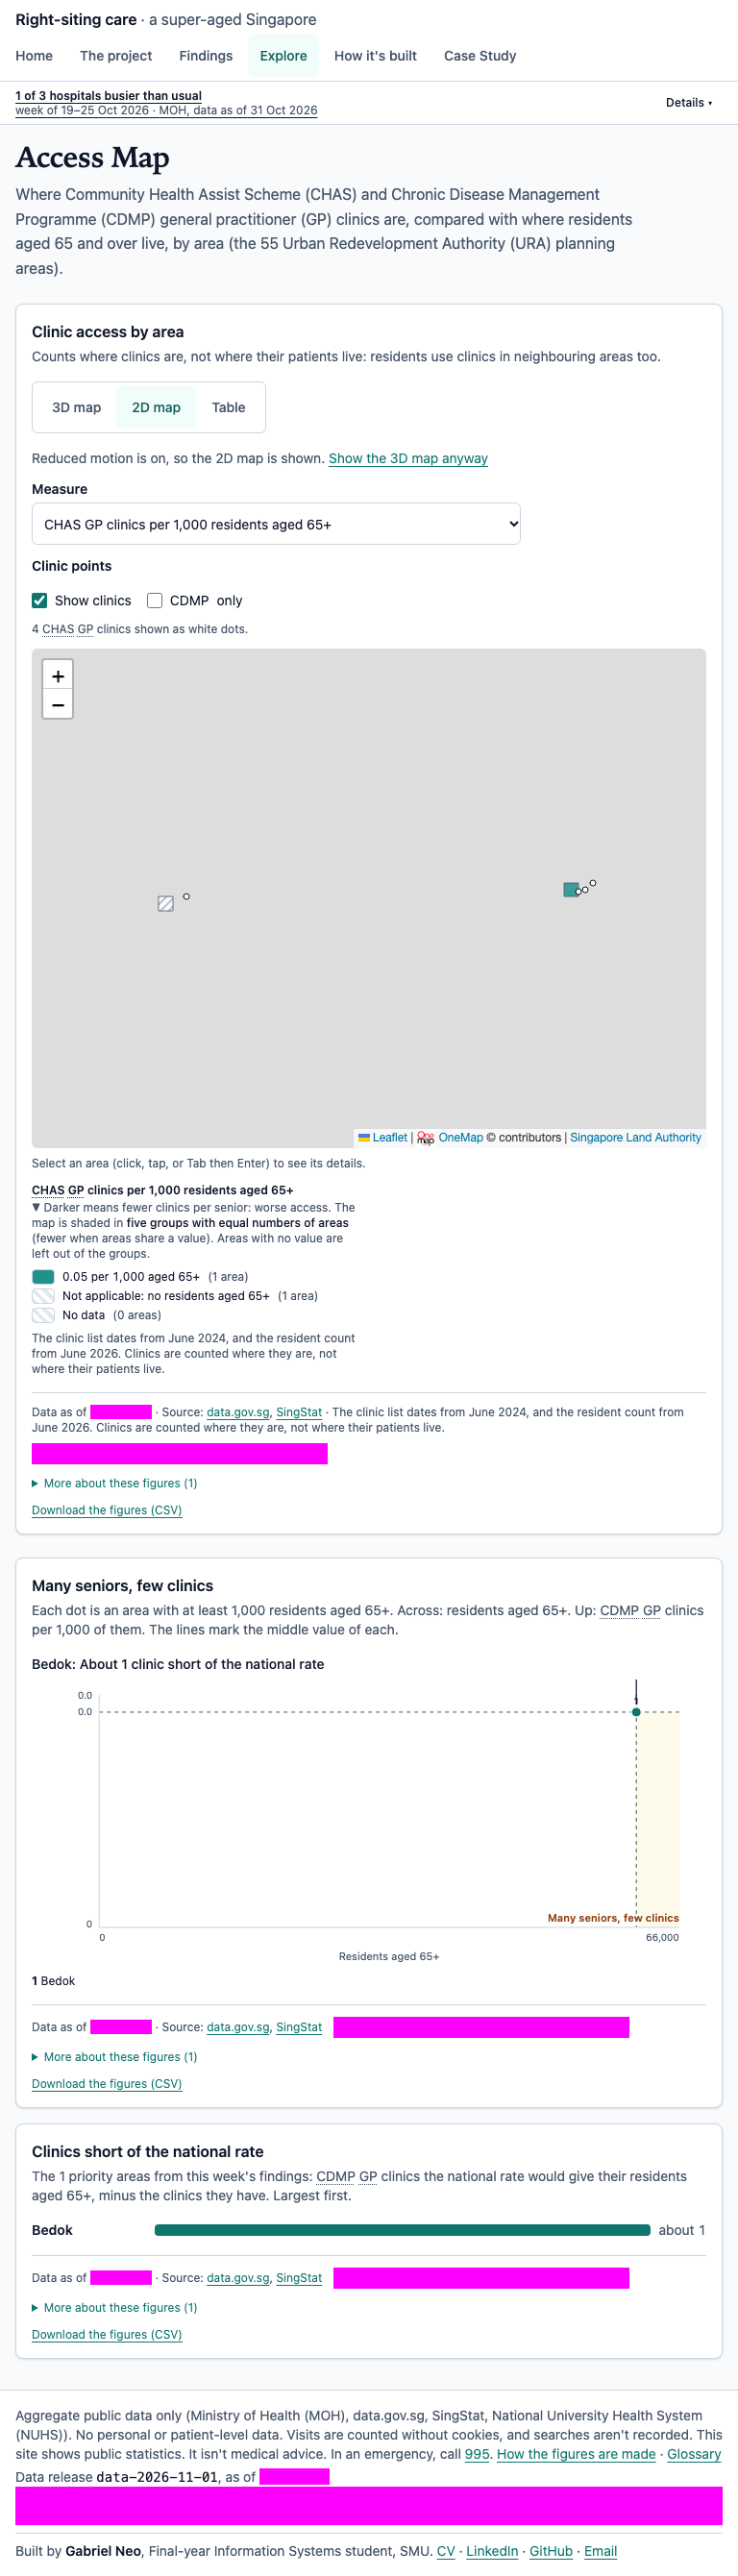 Right-siting care · a super-aged Singapore
Home The project Findings Explore How it's built Case Study
1 of 3 hospitals busier than usual
week of 19–25 Oct 2026 · MOH, data as of 31 Oct 2026
Details ▾
Access Map
Where Community Health Assist Scheme (CHAS) and Chronic Disease Management
Programme (CDMP) general practitioner (GP) clinics are, compared with where residents
aged 65 and over live, by area (the 55 Urban Redevelopment Authority (URA) planning
areas).
Clinic access by area
Counts where clinics are, not where their patients live: residents use clinics in neighbouring areas too.
3D map 2D map Table
Reduced motion is on, so the 2D map is shown. Show the 3D map anyway
Measure
CHAS GP clinics per 1,000 residents aged 65+
Clinic points
Show clinics CDMP only
4 CHAS GP clinics shown as white dots.
+
−
Leaflet | OneMap © contributors | Singapore Land Authority
Select an area (click, tap, or Tab then Enter) to see its details.
CHAS GP clinics per 1,000 residents aged 65+
▼ Darker means fewer clinics per senior: worse access. The
map is shaded in five groups with equal numbers of areas
(fewer when areas share a value). Areas with no value are
left out of the groups.
0.05 per 1,000 aged 65+ (1 area)
Not applicable: no residents aged 65+ (1 area)
No data (0 areas)
The clinic list dates from June 2024, and the resident count
from June 2026. Clinics are counted where they are, not
where their patients live.
Data as of · Source: data.gov.sg, SingStat · The clinic list dates from June 2024, and the resident count from
June 2026. Clinics are counted where they are, not where their patients live.
▶ More about these figures (1)
Download the figures (CSV)
Many seniors, few clinics
Each dot is an area with at least 1,000 residents aged 65+. Across: residents aged 65+. Up: CDMP GP clinics
per 1,000 of them. The lines mark the middle value of each.
Bedok: About 1 clinic short of the national rate
0.0
0.0
1
0
Many seniors, few clinics
0 66,000
Residents aged 65+
1 Bedok
Data as of · Source: data.gov.sg, SingStat
▶ More about these figures (1)
Download the figures (CSV)
Clinics short of the national rate
The 1 priority areas from this week's findings: CDMP GP clinics the national rate would give their residents
aged 65+, minus the clinics they have. Largest first.
Bedok about 1
Data as of · Source: data.gov.sg, SingStat
▶ More about these figures (1)
Download the figures (CSV)
Aggregate public data only (Ministry of Health (MOH), data.gov.sg, SingStat, National University Health System
(NUHS)). No personal or patient-level data. Visits are counted without cookies, and searches aren't recorded. This
site shows public statistics. It isn't medical advice. In an emergency, call 995. How the figures are made · Glossary
Data release data-2026-11-01, as of
Built by Gabriel Neo, Final-year Information Systems student, SMU. CV · LinkedIn · GitHub · Email